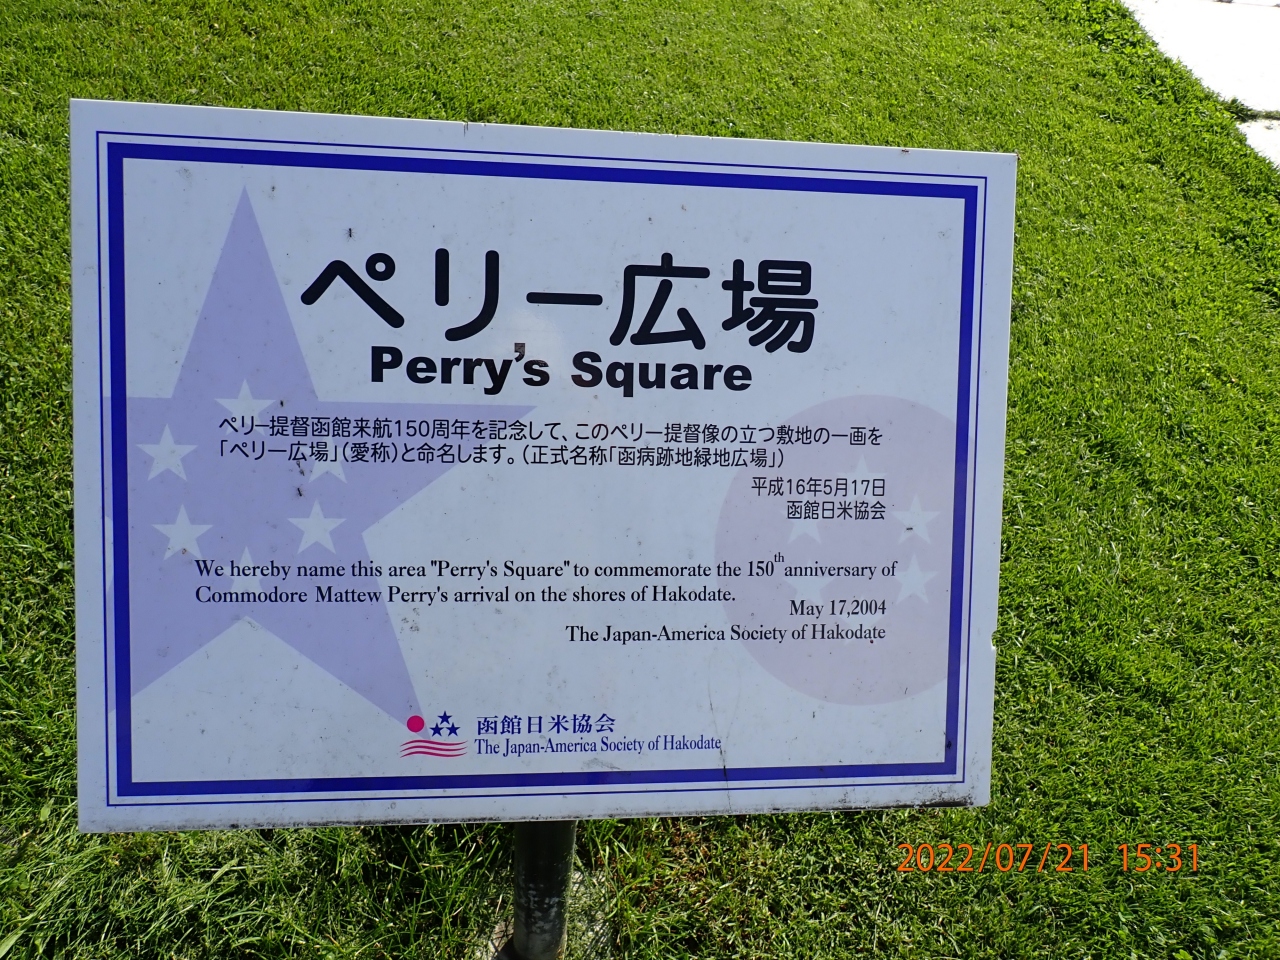 ペリー広場
Perry's Square
ペリー提督函館来航150周年を記念して、このペリー提督像の立つ敷地の一画を
「ペリー広場」(愛称)と命名します。(正式名称「函病跡地緑地広場」)
平成16年5月17日
函館日米協会
We hereby name this area "Perry's Square" to commemorate the 150th anniversary of
Commodore Mattew Perry's arrival on the shores of Hakodate.
May 17,2004
The Japan-America Society of Hakodate
函館日米協会
The Japan-America Society of Hakodate
2022/07/21 15:31